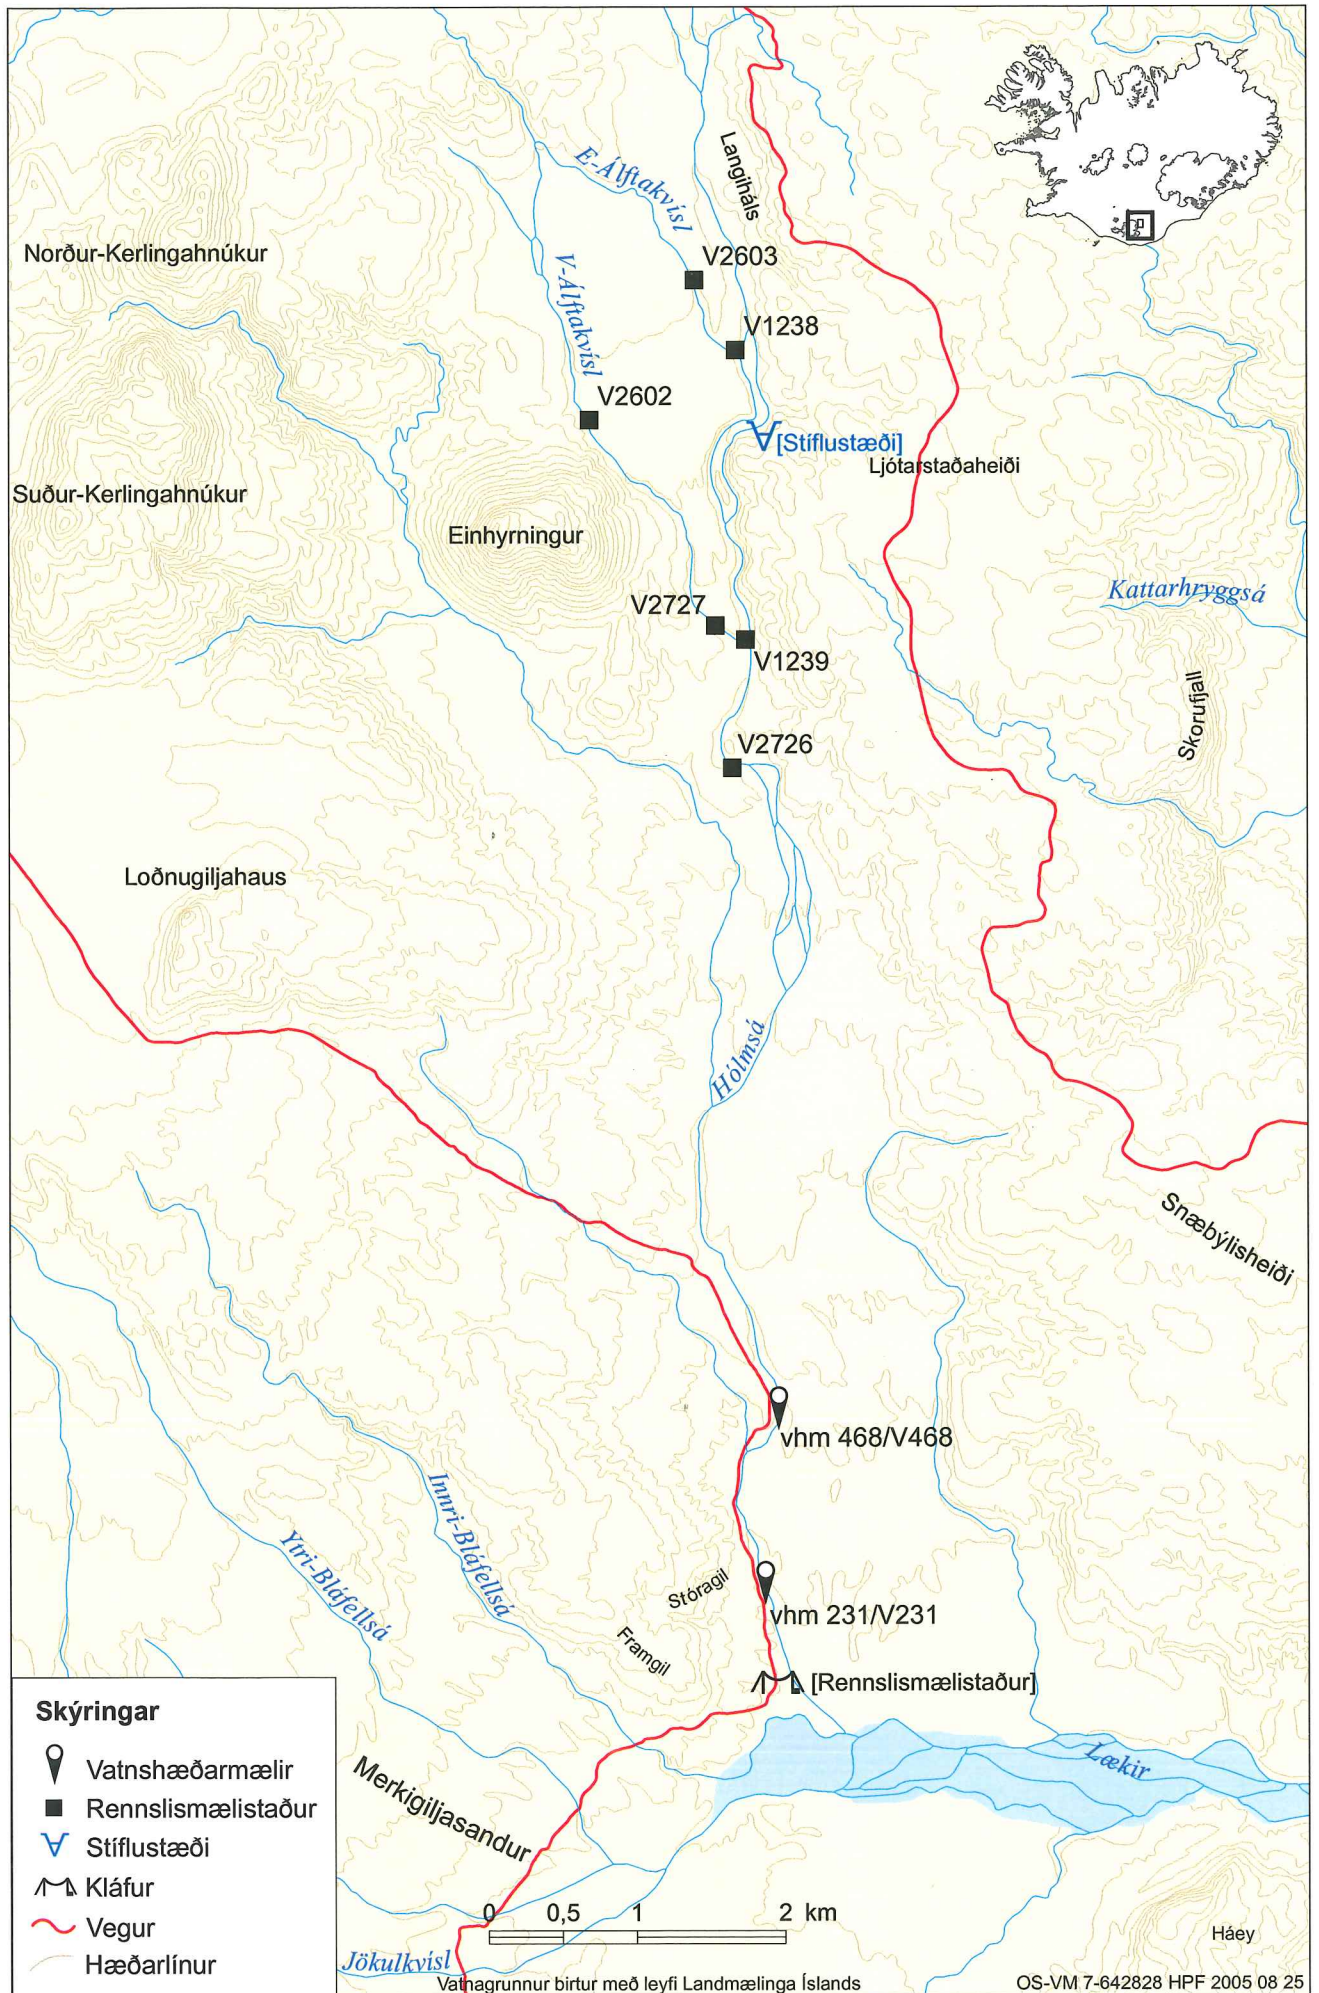 Langiháls
E-Álftakvísl
Norður-Kerlingahnúkur
V2603
V-Álftakvísl
V1238
V2602
[Stíflustæði]
Ljótarstaðaheiði
Suður-Kerlingahnúkur
Einhyrningur
Kattarhryggsá
V2727
V1239
Skorufjall
V2726
Loðnugiljahaus
Hólmsá
Snæbýlisheiði
vhm 468/V468
Innri-Bláfellsá
Ytri-Bláfellsá
Stóragil
vhm 231/V231
Framgil
[Rennslismælistaður]
Lækir
Merkigiljasandur
Skýringar
Vatnshæðarmælir
Rennslismælistaður
Stíflustæði
Kláfur
Vegur
Hæðarlínur
0 0,5 1 2 km
Háey
Jökulkvísl
Vatnagrunnur birtur með leyfi Landmælinga Íslands
OS-VM 7-642828 HPF 2005 08 25